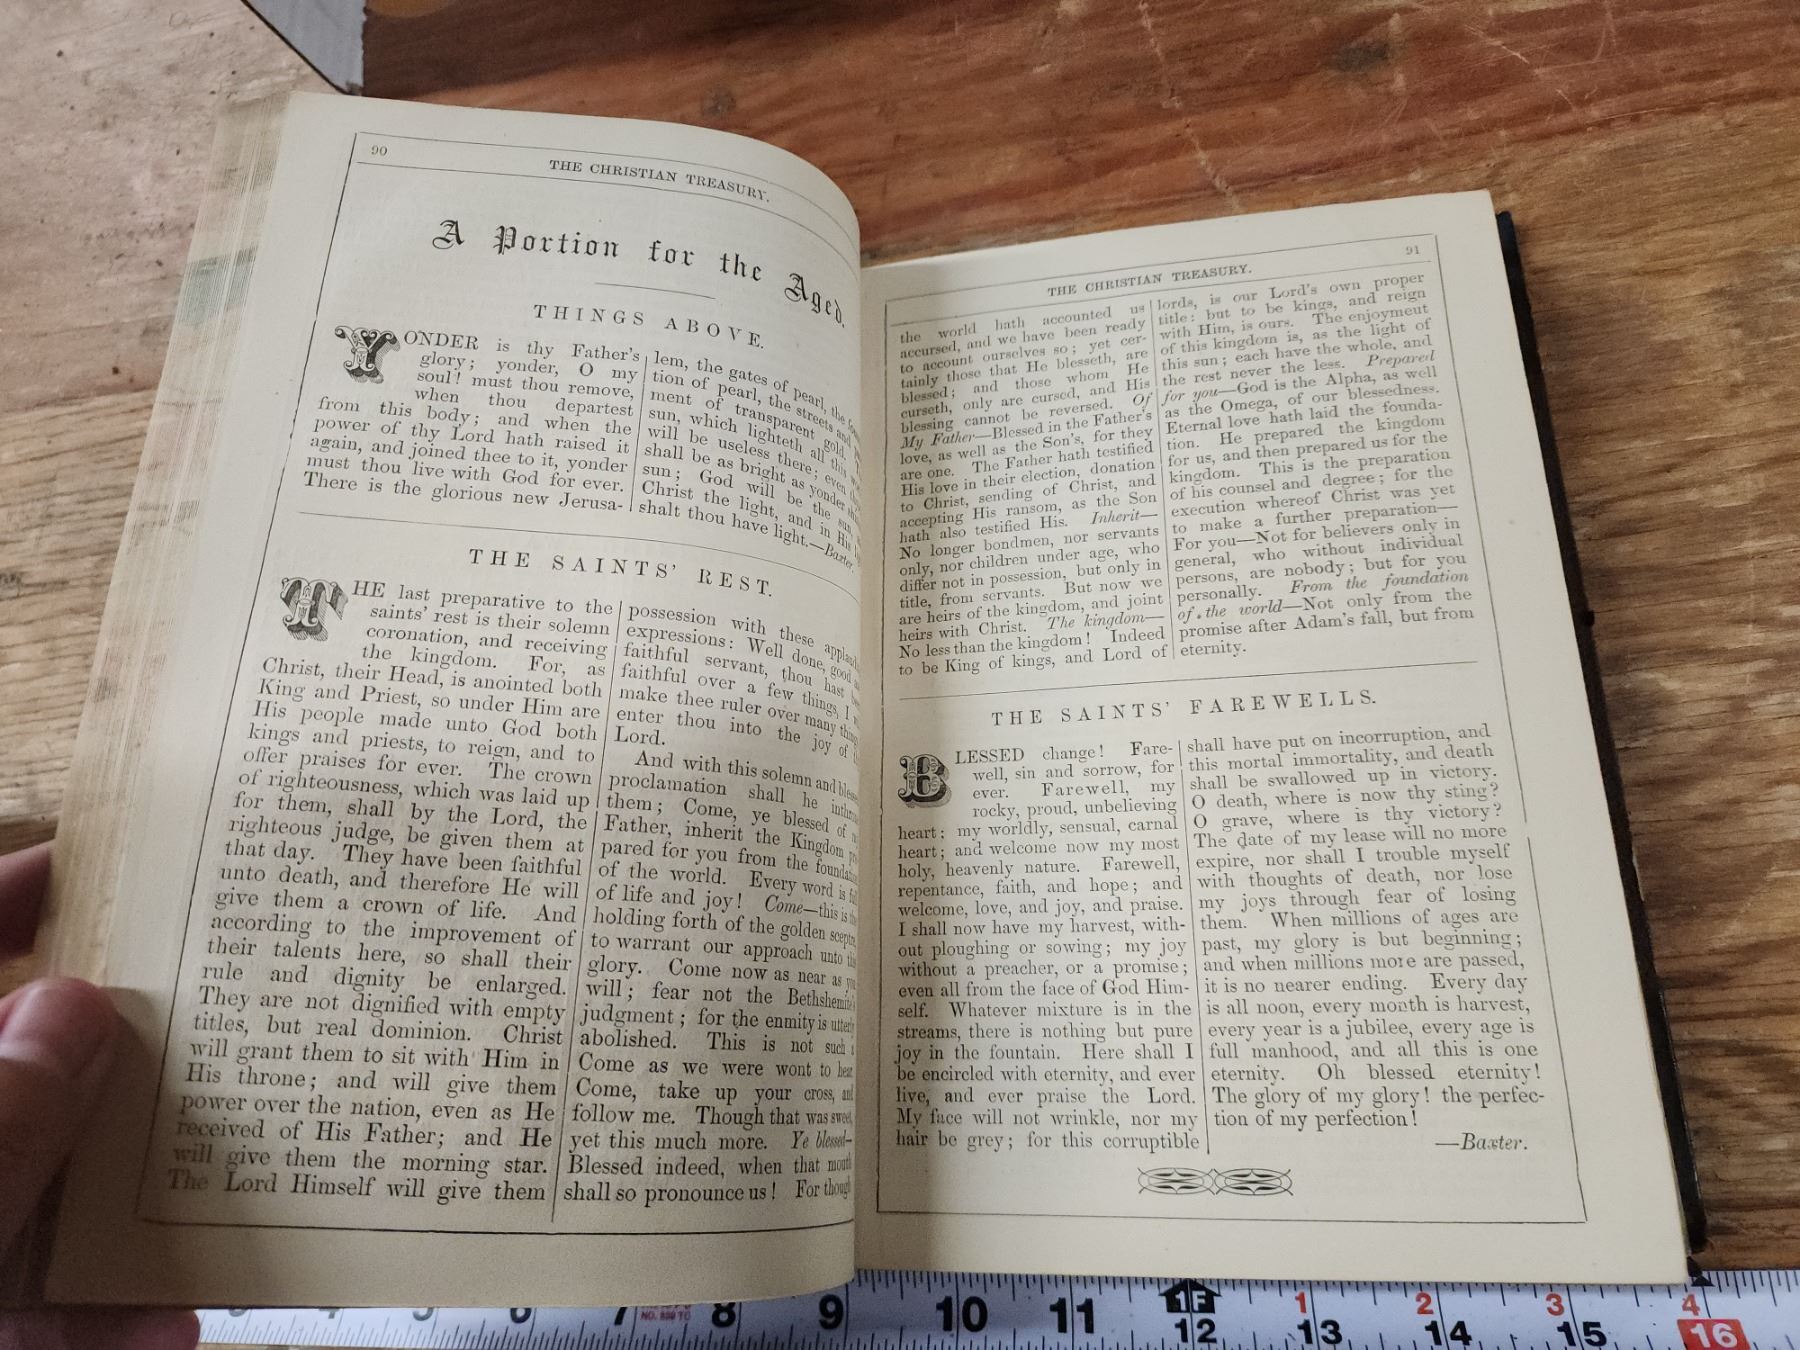 90
THE CHRISTIAN TREASURY.
A Portion for the Aged.
THINGS ABOVE.
YONDER is thy Father's
glory; yonder, O my
soul! must thou remove,
when thou departest
from this body; and when the
power of thy Lord hath raised it
again, and joined thee to it, yonder
must thou live with God for ever.
There is the glorious new Jerusa-
lem, the gates of pearl, the
tion of pearl, the streets and
ment of transparent gold.
sun, which lighteth all this
will be useless there; even
shall be as bright as yonder
sun; God will be the sun,
Christ the light, and in His
shalt thou have light.—Baxter.
THE SAINTS' REST.
THE last preparative to the
saints' rest is their solemn
coronation, and receiving
the kingdom. For, as
Christ, their Head, is anointed both
King and Priest, so under Him are
His people made unto God both
kings and priests, to reign, and to
offer praises for ever. The crown
of righteousness, which was laid up
for them, shall by the Lord, the
righteous judge, be given them at
that day. They have been faithful
unto death, and therefore He will
give them a crown of life. And
according to the improvement of
their talents here, so shall their
rule and dignity be enlarged.
They are not dignified with empty
titles, but real dominion. Christ
will grant them to sit with Him in
His throne; and will give them
power over the nation, even as He
received of His Father; and He
will give them the morning star.
The Lord Himself will give them
possession with these
expressions: Well done, good
faithful servant, thou hast
faithful over a few things, I
make thee ruler over many things
enter thou into the joy of
Lord.
And with this solemn and
proclamation shall he
them; Come, ye blessed of
Father, inherit the Kingdom
pared for you from the
of the world. Every word is
of life and joy! Come—this is
holding forth of the golden sceptre,
to warrant our approach unto
glory. Come now as near as you
will; fear not the Bethshemite's
judgment; for the enmity is utterly
abolished. This is not such
Come as we were wont to hear
Come, take up your cross, and
follow me. Though that was sweet,
yet this much more. Ye blessed—
Blessed indeed, when that mouth
shall so pronounce us! For though
91
THE CHRISTIAN TREASURY.
the world hath accounted us
accursed, and we have been ready
to account ourselves so; yet cer-
tainly those that He blesseth, are
blessed; and those whom He
curseth, only are cursed, and His
blessing cannot be reversed. Of
My Father—Blessed in the Father's
love, as well as the Son's, for they
are one. The Father hath testified
His love in their election, donation
to Christ, sending of Christ, and
accepting His ransom, as the Son
hath also testified His. Inherit—
No longer bondmen, nor servants
only, nor children under age, who
differ not in possession, but only in
title, from servants. But now we
are heirs of the kingdom, and joint
heirs with Christ. The kingdom—
No less than the kingdom! Indeed
to be King of kings, and Lord of
lords, is our Lord's own proper
title: but to be kings, and reign
with Him, is ours. The enjoyment
of this kingdom is, as the light of
this sun; each have the whole, and
the rest never the less. Prepared
for you—God is the Alpha, as well
as the Omega, of our blessedness.
Eternal love hath laid the founda-
tion. He prepared the kingdom
for us, and then prepared us for the
kingdom. This is the preparation
of his counsel and degree; for the
execution whereof Christ was yet
to make a further preparation—
For you—Not for believers only in
general, who without individual
persons, are nobody; but for you
personally. From the foundation
of the world—Not only from the
promise after Adam's fall, but from
eternity.
THE SAINTS' FAREWELLS.
BLESSED change! Fare-
well, sin and sorrow, for
ever. Farewell, my
rocky, proud, unbelieving
heart; my worldly, sensual, carnal
heart; and welcome now my most
holy, heavenly nature. Farewell,
repentance, faith, and hope; and
welcome, love, and joy, and praise.
I shall now have my harvest, with-
out ploughing or sowing; my joy
without a preacher, or a promise;
even all from the face of God Him-
self. Whatever mixture is in the
streams, there is nothing but pure
joy in the fountain. Here shall I
be encircled with eternity, and ever
live, and ever praise the Lord.
My face will not wrinkle, nor my
hair be grey; for this corruptible
shall have put on incorruption, and
this mortal immortality, and death
shall be swallowed up in victory.
O death, where is now thy sting?
O grave, where is thy victory?
The date of my lease will no more
expire, nor shall I trouble myself
with thoughts of death, nor lose
my joys through fear of losing
them. When millions of ages are
past, my glory is but beginning;
and when millions more are passed,
it is no nearer ending. Every day
is all noon, every month is harvest,
every year is a jubilee, every age is
full manhood, and all this is one
eternity. Oh blessed eternity!
The glory of my glory! the perfec-
tion of my perfection!
—Baxter.
3 4 5 6 7 8 9 10 11 1F 1 2 3 4
12 13 14 15 16